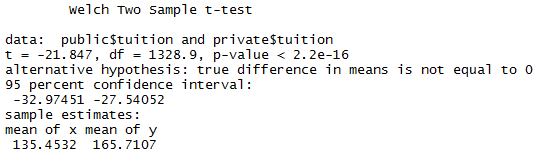 Welch Two Sample t-test
data:  public$tuition and private$tuition
t = -21.847, df = 1328.9, p-value < 2.2e-16
alternative hypothesis: true difference in means is not equal to 0
95 percent confidence interval:
-32.97451 -27.54052
sample estimates:
mean of x mean of y
135.4532  165.7107